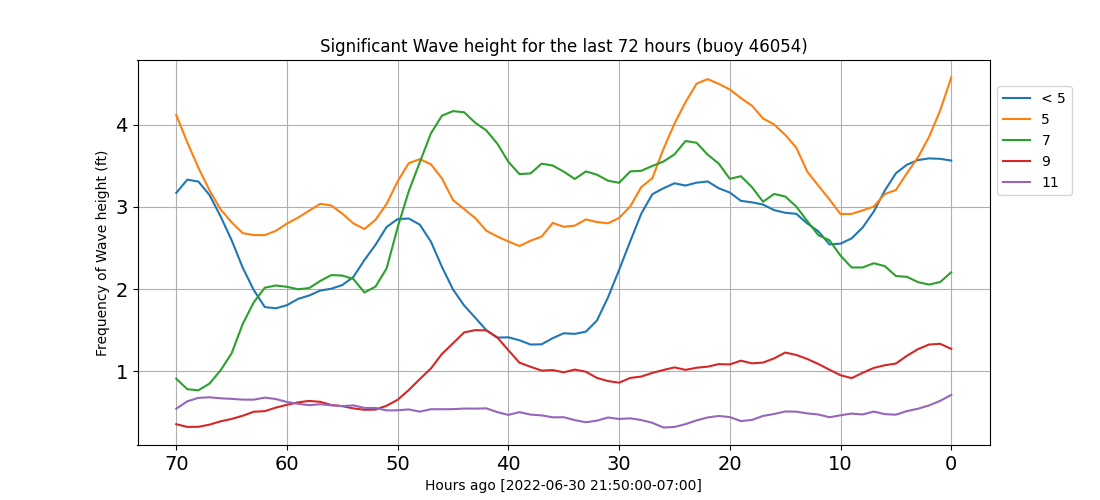 Significant Wave height for the last 72 hours (buoy 46054)
Frequency of Wave height (ft)
4
3
2
1
70 60 50 40 30 20 10 0
Hours ago [2022-06-30 21:50:00-07:00]
< 5
5
7
9
11